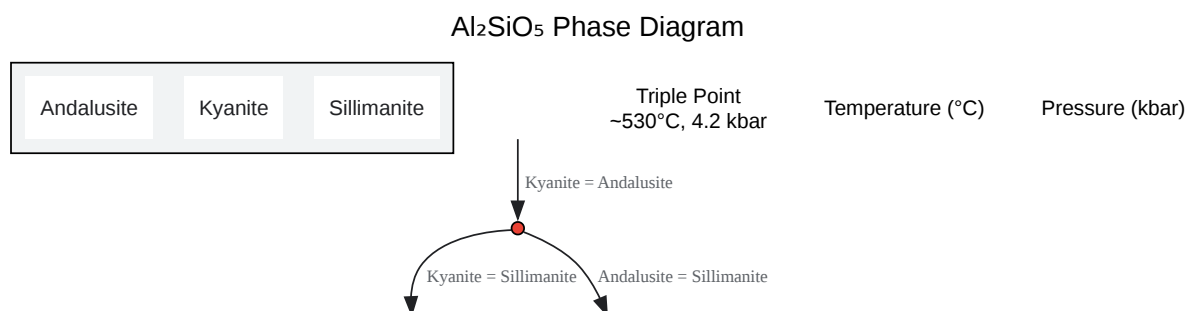 Al₂SiO₅ Phase Diagram
Andalusite
Kyanite
Sillimanite
Triple Point
~530°C, 4.2 kbar
Temperature (°C)
Pressure (kbar)
Kyanite = Andalusite
Kyanite = Sillimanite
Andalusite = Sillimanite